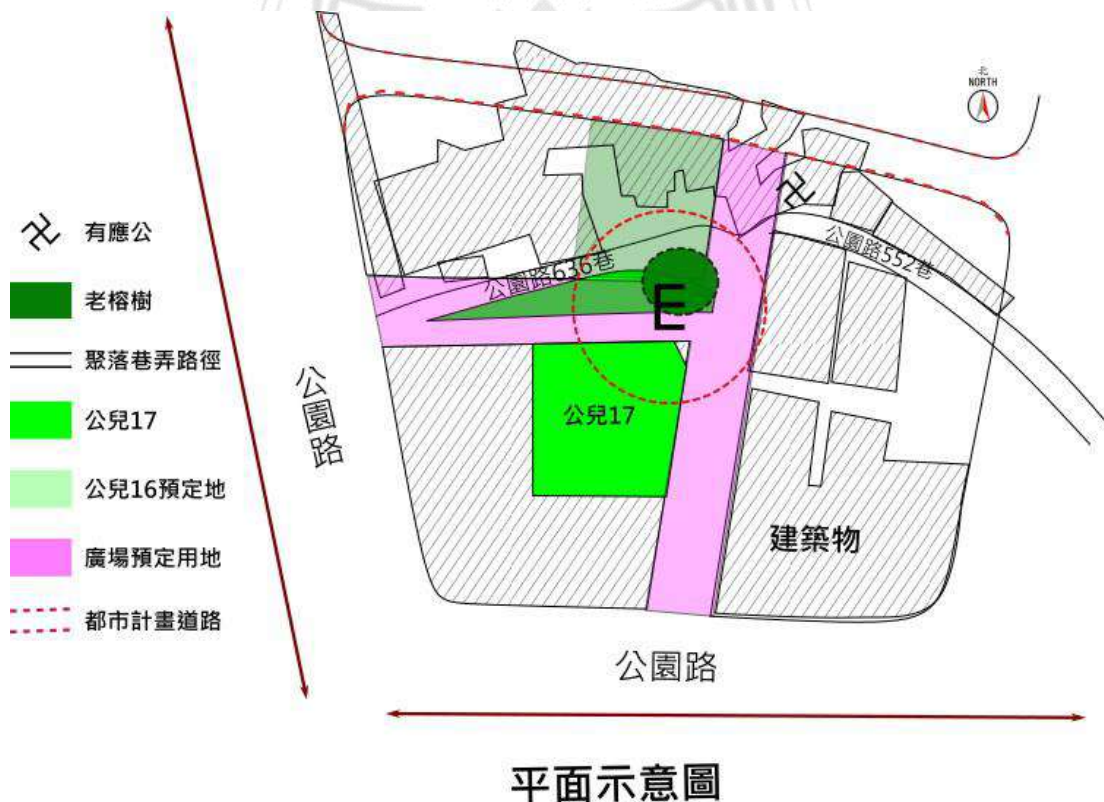 北
NORTH
卍
有應公
老榕樹
聚落巷弄路徑
公兒17
公兒16預定地
廣場預定用地
都市計畫道路
卍
公園路552巷
公園路636巷
E
公園路
公兒17
建築物
公園路
平面示意圖